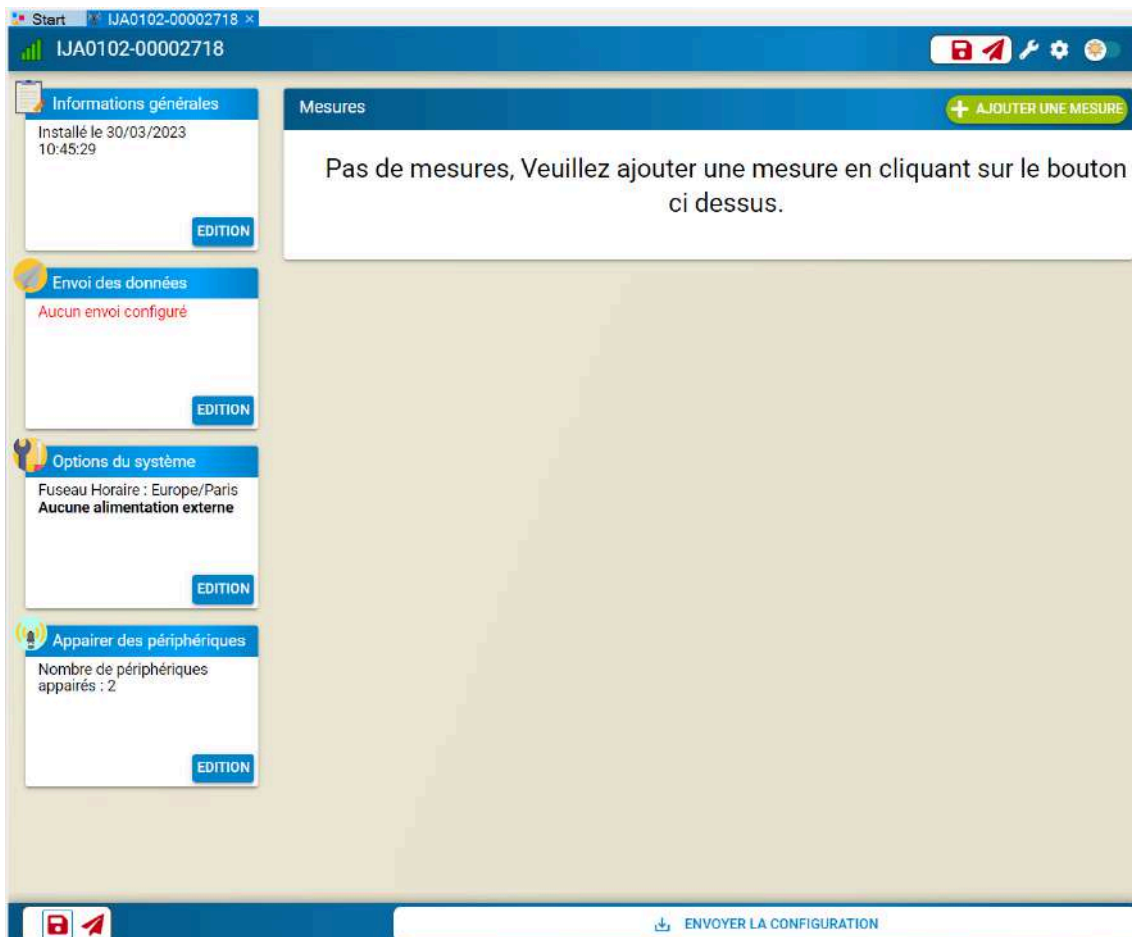 Start
IJA0102-00002718 ×
IJA0102-00002718
Informations générales
Installé le 30/03/2023
10:45:29
EDITION
Mesures
AJOUTER UNE MESURE
Pas de mesures, Veuillez ajouter une mesure en cliquant sur le bouton
ci dessus.
Envoi des données
Aucun envoi configuré
EDITION
Options du système
Fuseau Horaire : Europe/Paris
Aucune alimentation externe
EDITION
Appairer des périphériques
Nombre de périphériques
appairés : 2
EDITION
ENVOYER LA CONFIGURATION